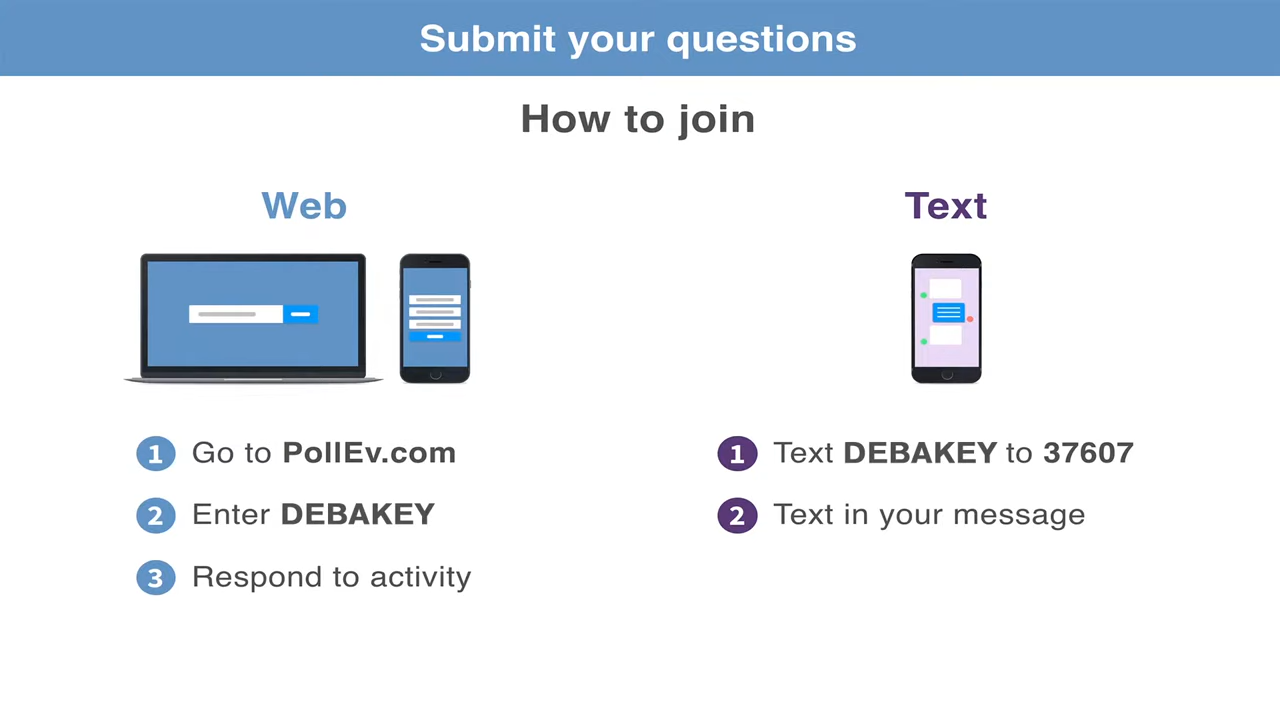 Submit your questions
How to join
Web
1 Go to PollEv.com
2 Enter DEBAKEY
3 Respond to activity
Text
1 Text DEBAKEY to 37607
2 Text in your message